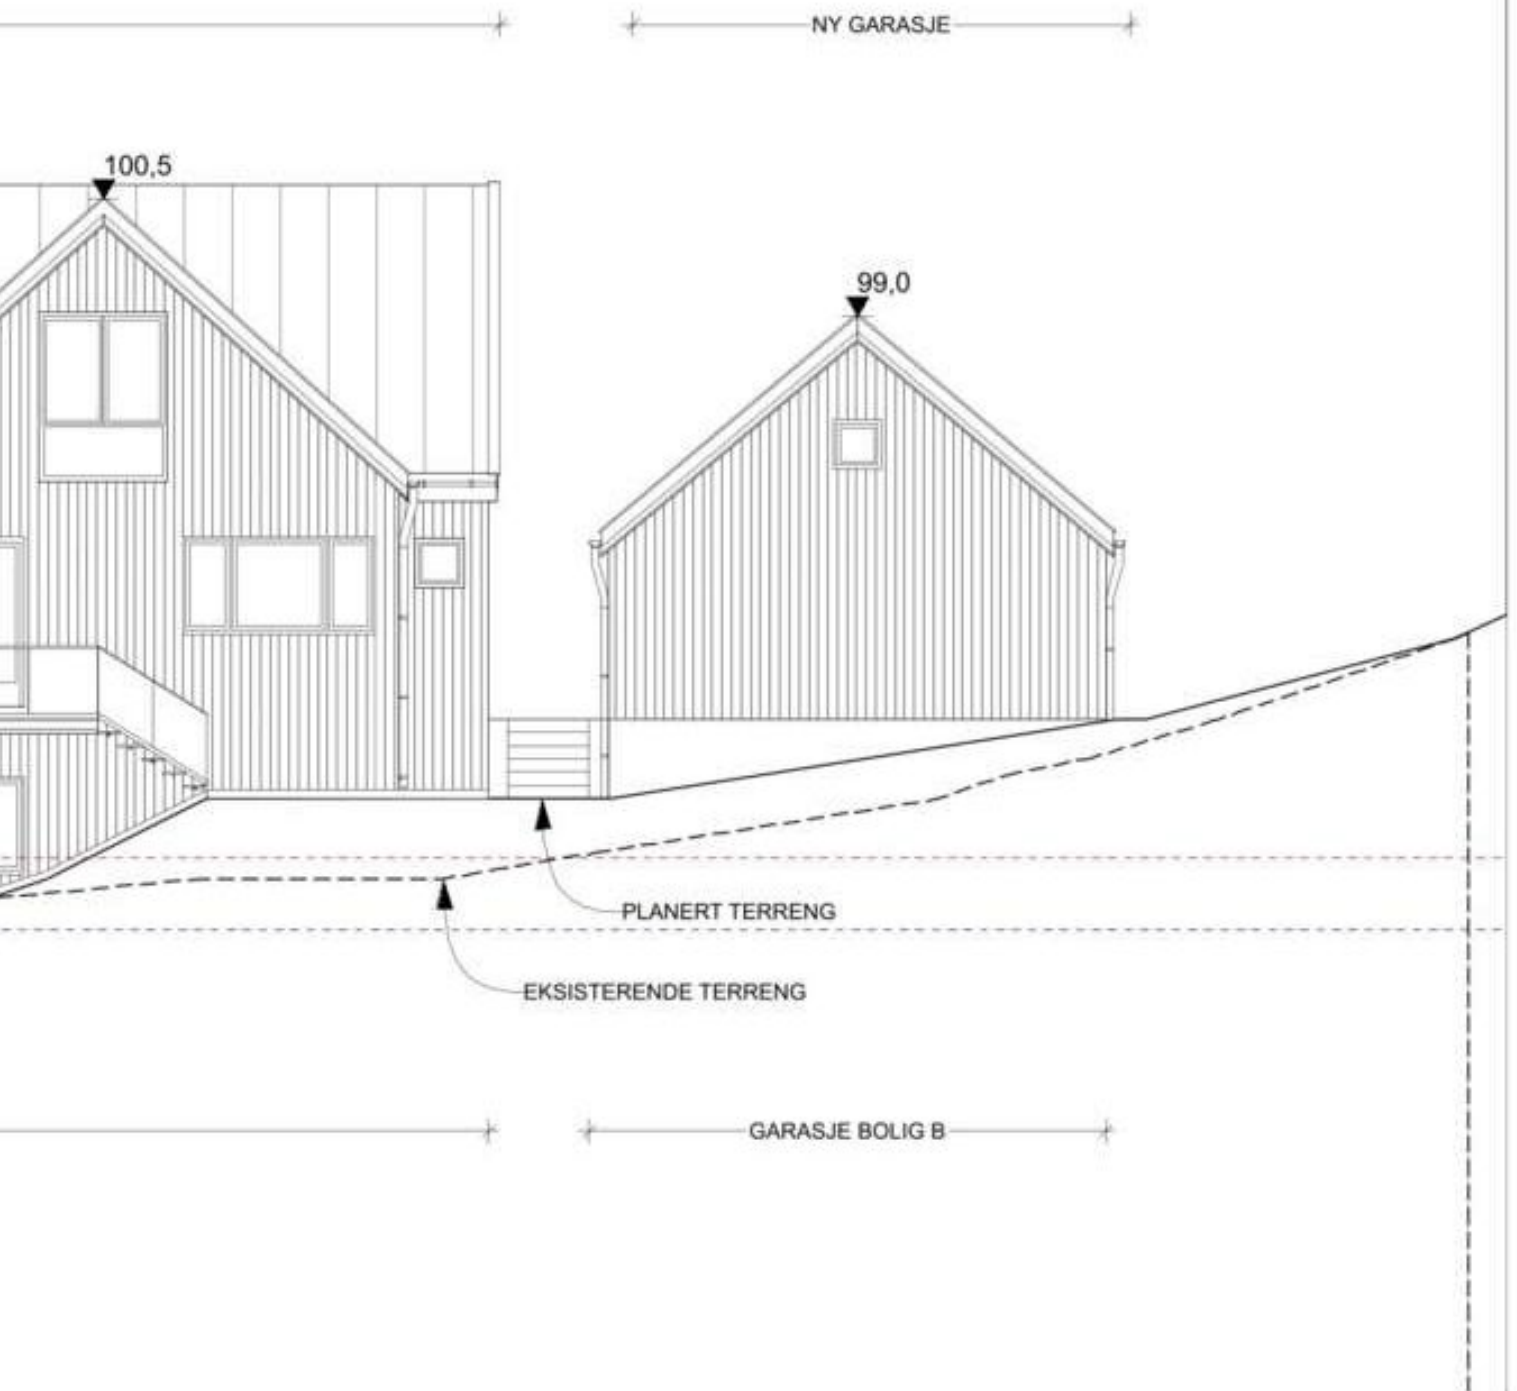 NY GARASJE
100,5
99,0
PLANERT TERRENG
EKSISTERENDE TERRENG
GARASJE BOLIG B